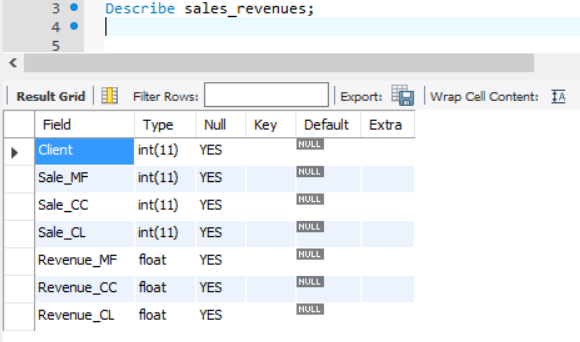 3 Describe sales_revenues;
4
5
Result Grid Filter Rows: Export: Wrap Cell Content: IA
Field Type Null Key Default Extra
Client int(11) YES NULL
Sale_MF int(11) YES NULL
Sale_CC int(11) YES NULL
Sale_CL int(11) YES NULL
Revenue_MF float YES NULL
Revenue_CC float YES NULL
Revenue_CL float YES NULL